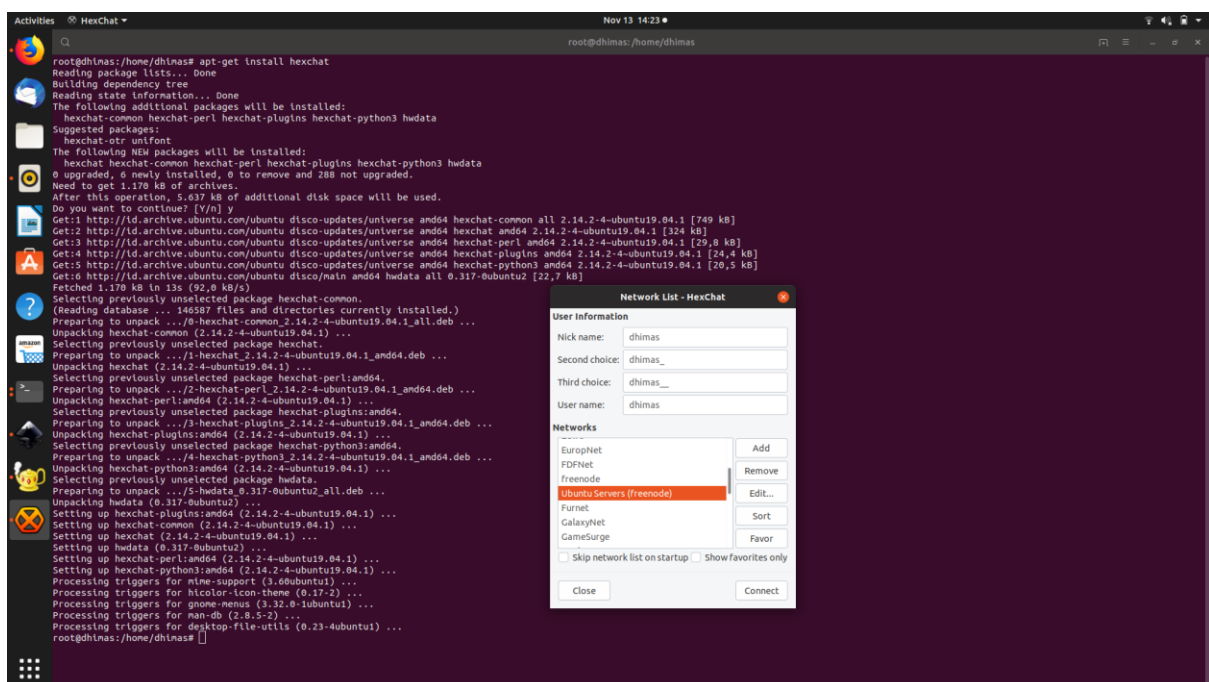 Activities HexChat Nov 13 14:23
root@dhimas: /home/dhimas
root@dhimas:/home/dhimas# apt-get install hexchat
Reading package lists... Done
Building dependency tree
Reading state information... Done
The following additional packages will be installed:
hexchat-common hexchat-perl hexchat-plugins hexchat-python3 hwdata
Suggested packages:
hexchat-otr unifont
The following NEW packages will be installed:
hexchat hexchat-common hexchat-perl hexchat-plugins hexchat-python3 hwdata
0 upgraded, 6 newly installed, 0 to remove and 288 not upgraded.
Need to get 1.170 kB of archives.
After this operation, 5.637 kB of additional disk space will be used.
Do you want to continue? [Y/n] y
Get:1 http://id.archive.ubuntu.com/ubuntu disco-updates/universe amd64 hexchat-common all 2.14.2-4~ubuntu19.04.1 [749 kB]
Get:2 http://id.archive.ubuntu.com/ubuntu disco-updates/universe amd64 hexchat amd64 2.14.2-4~ubuntu19.04.1 [324 kB]
Get:3 http://id.archive.ubuntu.com/ubuntu disco-updates/universe amd64 hexchat-perl amd64 2.14.2-4~ubuntu19.04.1 [29,8 kB]
Get:4 http://id.archive.ubuntu.com/ubuntu disco-updates/universe amd64 hexchat-plugins amd64 2.14.2-4~ubuntu19.04.1 [24,4 kB]
Get:5 http://id.archive.ubuntu.com/ubuntu disco-updates/universe amd64 hexchat-python3 amd64 2.14.2-4~ubuntu19.04.1 [20,5 kB]
Get:6 http://id.archive.ubuntu.com/ubuntu disco/main amd64 hwdata all 0.317-0ubuntu2 [22,7 kB]
Fetched 1.170 kB in 13s (92,0 kB/s)
Selecting previously unselected package hexchat-common.
(Reading database ... 146587 files and directories currently installed.)
Preparing to unpack .../0-hexchat-common_2.14.2-4~ubuntu19.04.1_all.deb ...
Unpacking hexchat-common (2.14.2-4~ubuntu19.04.1) ...
Selecting previously unselected package hexchat.
Preparing to unpack .../1-hexchat_2.14.2-4~ubuntu19.04.1_amd64.deb ...
Unpacking hexchat (2.14.2-4~ubuntu19.04.1) ...
Selecting previously unselected package hexchat-perl:amd64.
Preparing to unpack .../2-hexchat-perl_2.14.2-4~ubuntu19.04.1_amd64.deb ...
Unpacking hexchat-perl:amd64 (2.14.2-4~ubuntu19.04.1) ...
Selecting previously unselected package hexchat-plugins:amd64.
Preparing to unpack .../3-hexchat-plugins_2.14.2-4~ubuntu19.04.1_amd64.deb ...
Unpacking hexchat-plugins:amd64 (2.14.2-4~ubuntu19.04.1) ...
Selecting previously unselected package hexchat-python3:amd64.
Preparing to unpack .../4-hexchat-python3_2.14.2-4~ubuntu19.04.1_amd64.deb ...
Unpacking hexchat-python3:amd64 (2.14.2-4~ubuntu19.04.1) ...
Selecting previously unselected package hwdata.
Preparing to unpack .../5-hwdata_0.317-0ubuntu2_all.deb ...
Unpacking hwdata (0.317-0ubuntu2) ...
Setting up hexchat-plugins:amd64 (2.14.2-4~ubuntu19.04.1) ...
Setting up hexchat-common (2.14.2-4~ubuntu19.04.1) ...
Setting up hexchat (2.14.2-4~ubuntu19.04.1) ...
Setting up hwdata (0.317-0ubuntu2) ...
Setting up hexchat-perl:amd64 (2.14.2-4~ubuntu19.04.1) ...
Setting up hexchat-python3:amd64 (2.14.2-4~ubuntu19.04.1) ...
Processing triggers for mime-support (3.60ubuntu1) ...
Processing triggers for hicolor-icon-theme (0.17-2) ...
Processing triggers for gnome-menus (3.32.0-1ubuntu1) ...
Processing triggers for man-db (2.8.5-2) ...
Processing triggers for desktop-file-utils (0.23-4ubuntu1) ...
root@dhimas:/home/dhimas#
amazon
Network List - HexChat
User Information
Nick name: dhimas
Second choice: dhimas_
Third choice: dhimas__
User name: dhimas
Networks
EuropNet
FDFNet
freenode
Ubuntu Servers (freenode)
Furnet
GalaxyNet
GameSurge
Add
Remove
Edit...
Sort
Favor
Skip network list on startup Show favorites only
Close Connect